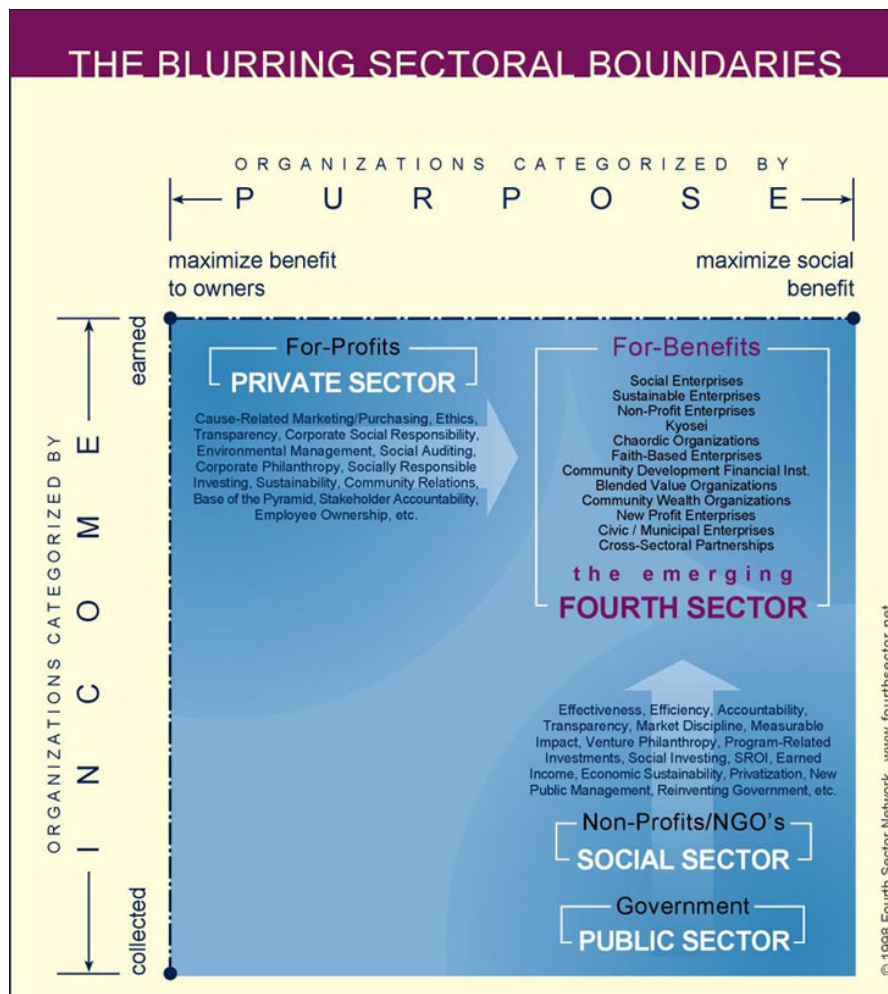 THE BLURRING SECTORAL BOUNDARIES
ORGANIZATIONS CATEGORIZED BY
PURPOSE
maximize benefit
to owners
maximize social
benefit
ORGANIZATIONS CATEGORIZED BY
INCOME
earned
collected
For-Profits
PRIVATE SECTOR
Cause-Related Marketing/Purchasing, Ethics,
Transparency, Corporate Social Responsibility,
Environmental Management, Social Auditing,
Corporate Philanthropy, Socially Responsible
Investing, Sustainability, Community Relations,
Base of the Pyramid, Stakeholder Accountability,
Employee Ownership, etc.
For-Benefits
Social Enterprises
Sustainable Enterprises
Non-Profit Enterprises
Kyosei
Chaordic Organizations
Faith-Based Enterprises
Community Development Financial Inst.
Blended Value Organizations
Community Wealth Organizations
New Profit Enterprises
Civic / Municipal Enterprises
Cross-Sectoral Partnerships
the emerging
FOURTH SECTOR
Effectiveness, Efficiency, Accountability,
Transparency, Market Discipline, Measurable
Impact, Venture Philanthropy, Program-Related
Investments, Social Investing, SROI, Earned
Income, Economic Sustainability, Privatization, New
Public Management, Reinventing Government, etc.
Non-Profits/NGO's
SOCIAL SECTOR
Government
PUBLIC SECTOR
© 1998 Fourth Sector Network www.fourthsector.net